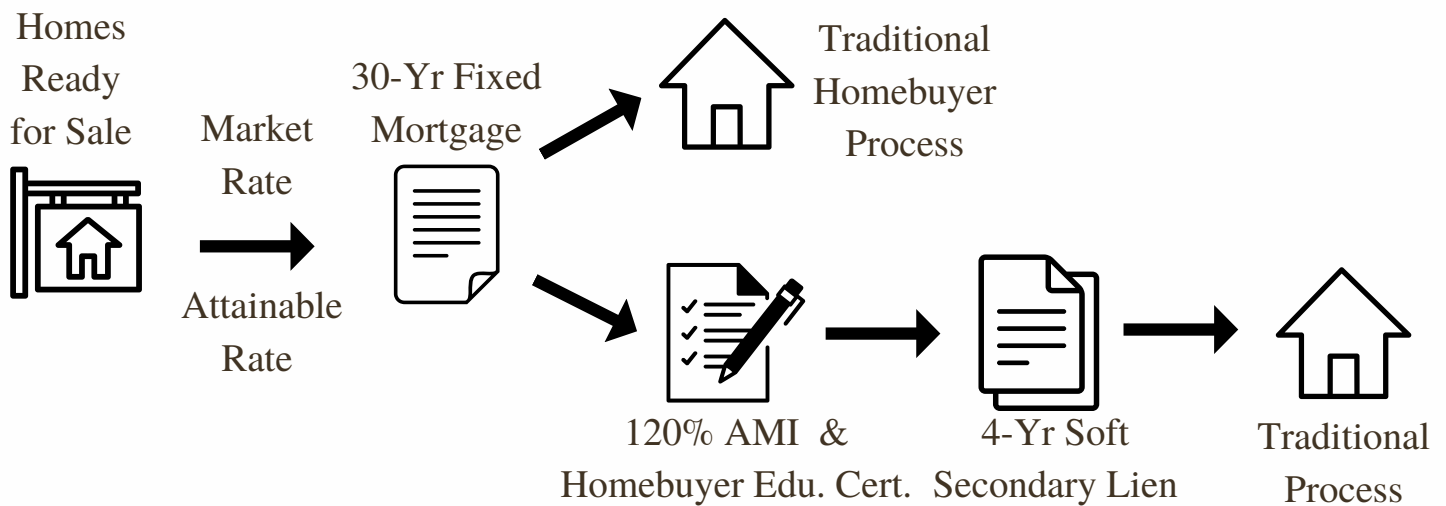 Homes
Ready
for Sale
Market
Rate
Attainable
Rate
30-Yr Fixed
Mortgage
Traditional
Homebuyer
Process
120% AMI &
Homebuyer Edu. Cert.
4-Yr Soft
Secondary Lien
Traditional
Process